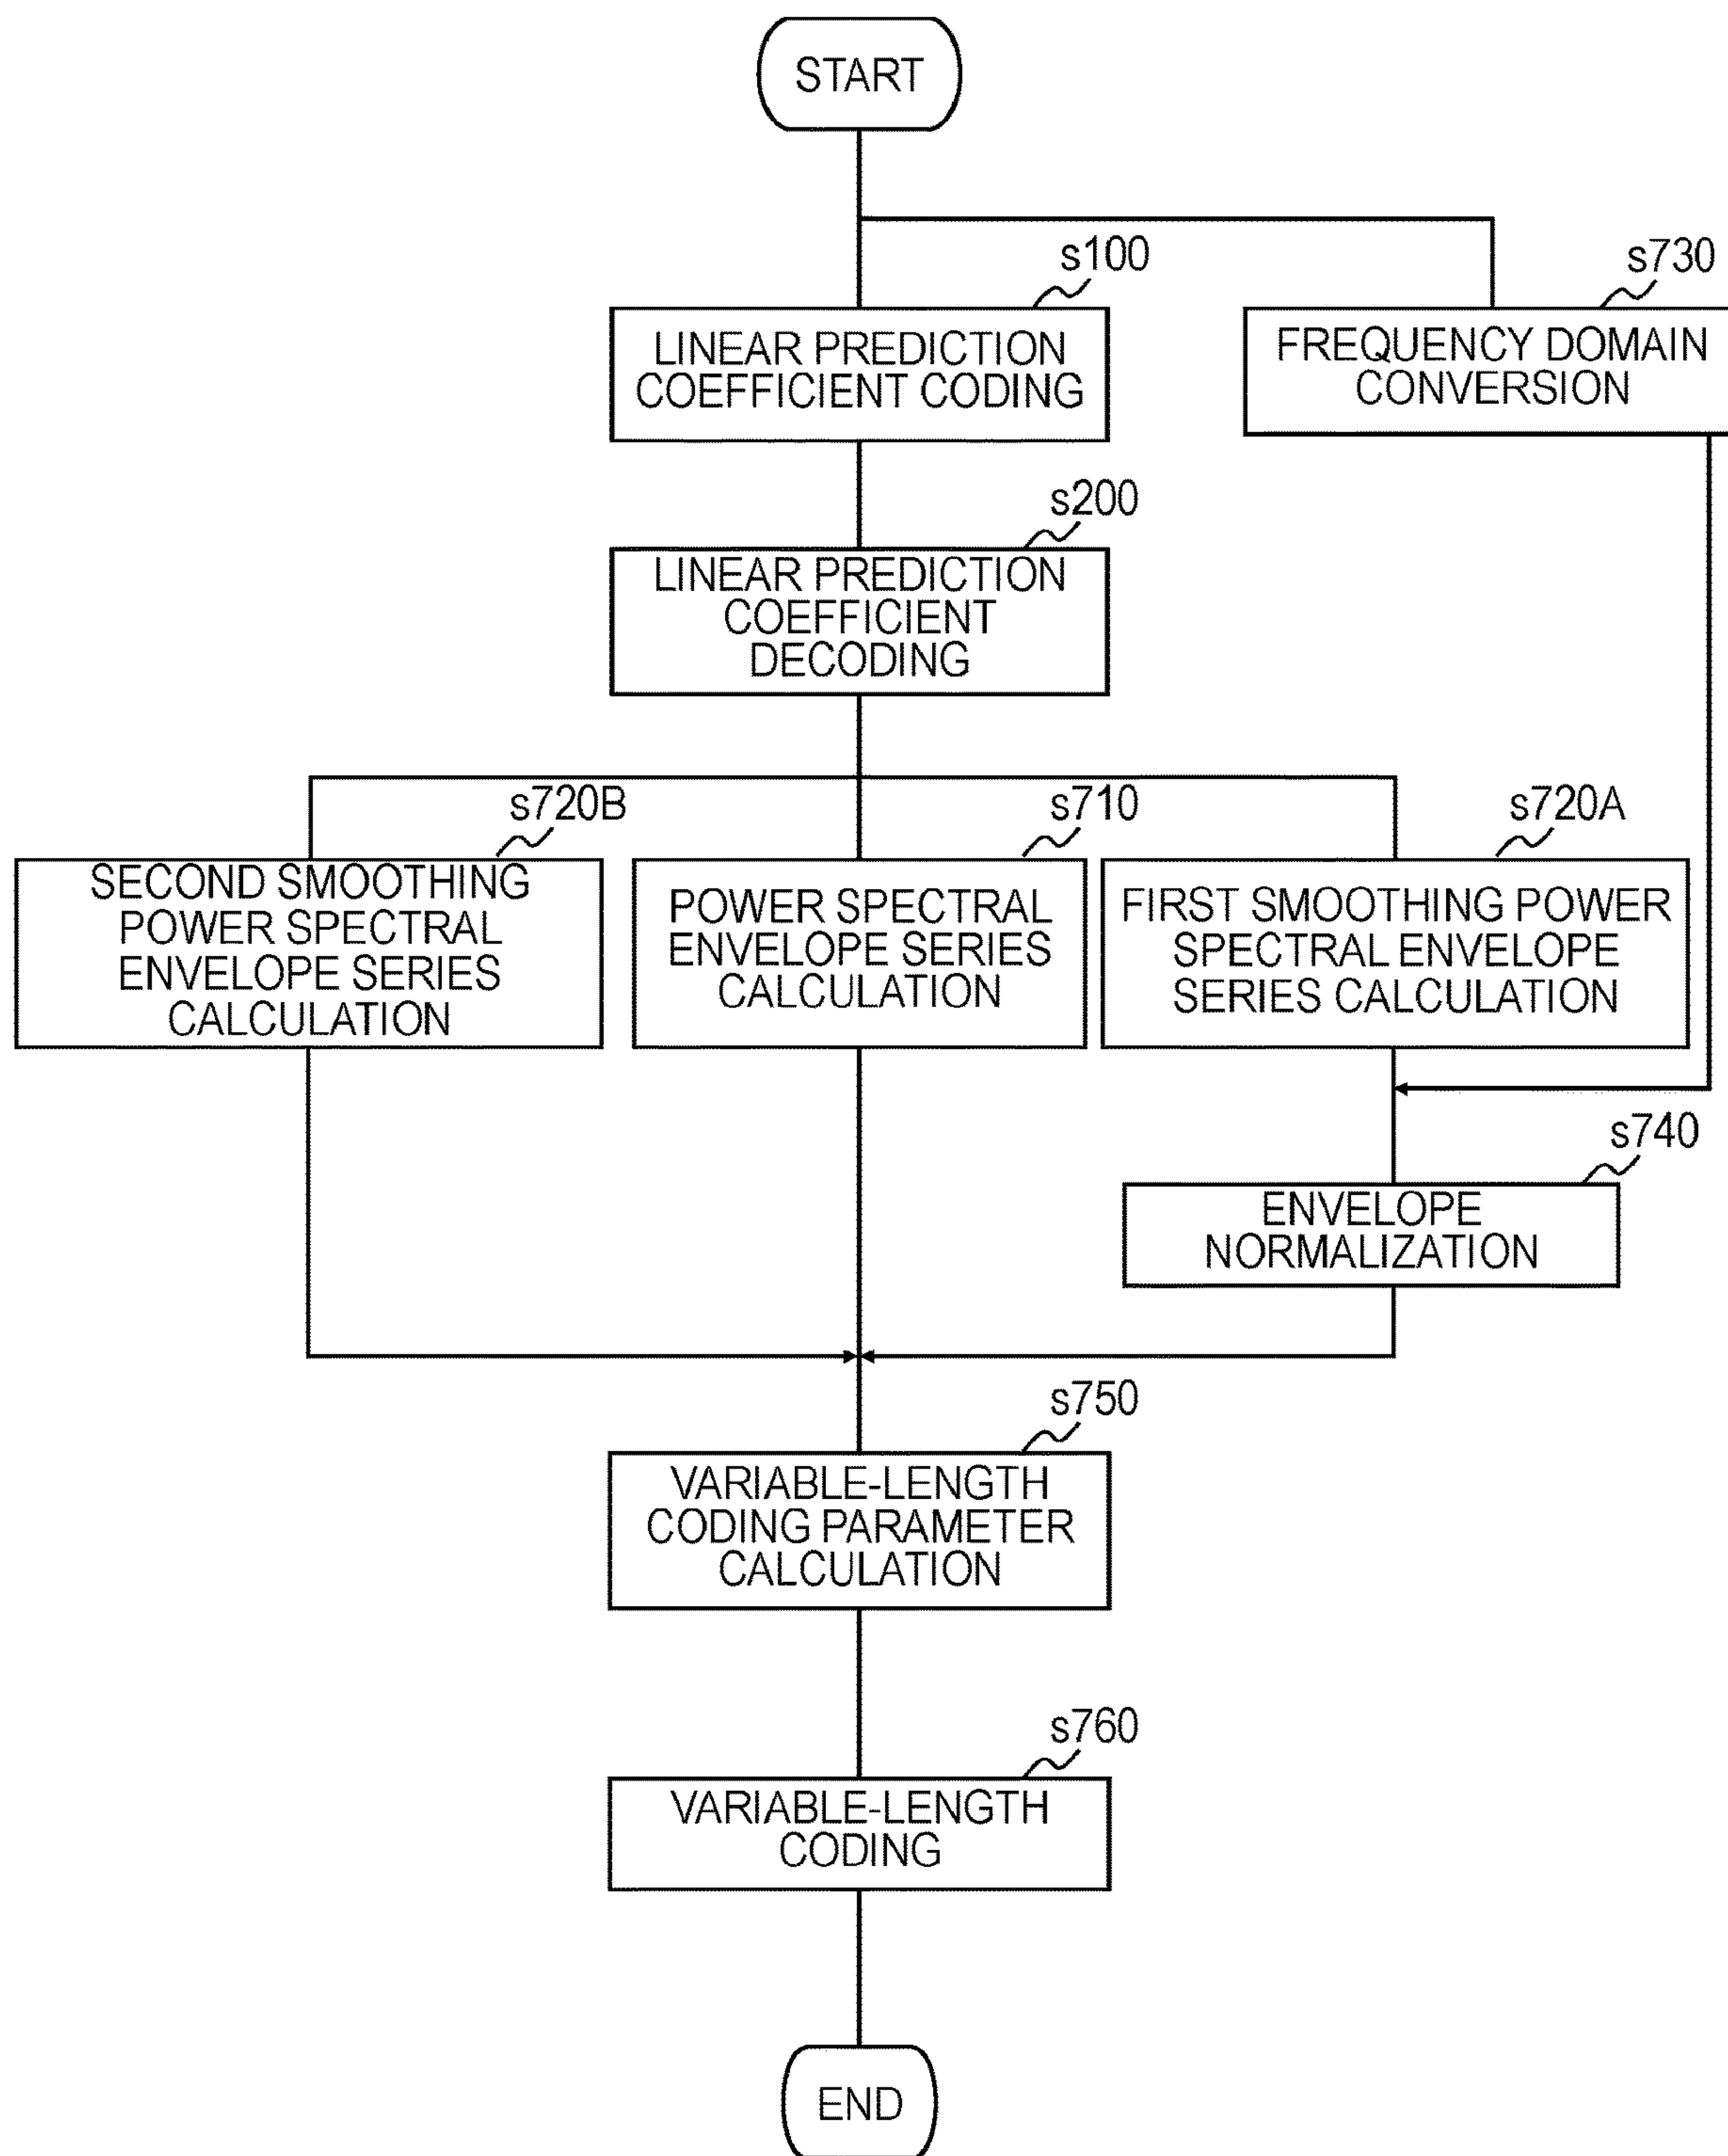 START
s100
LINEAR PREDICTION
COEFFICIENT CODING
s730
FREQUENCY DOMAIN
CONVERSION
s200
LINEAR PREDICTION
COEFFICIENT
DECODING
s720B
SECOND SMOOTHING
POWER SPECTRAL
ENVELOPE SERIES
CALCULATION
s710
POWER SPECTRAL
ENVELOPE SERIES
CALCULATION
s720A
FIRST SMOOTHING POWER
SPECTRAL ENVELOPE
SERIES CALCULATION
s740
ENVELOPE
NORMALIZATION
s750
VARIABLE-LENGTH
CODING PARAMETER
CALCULATION
s760
VARIABLE-LENGTH
CODING
END